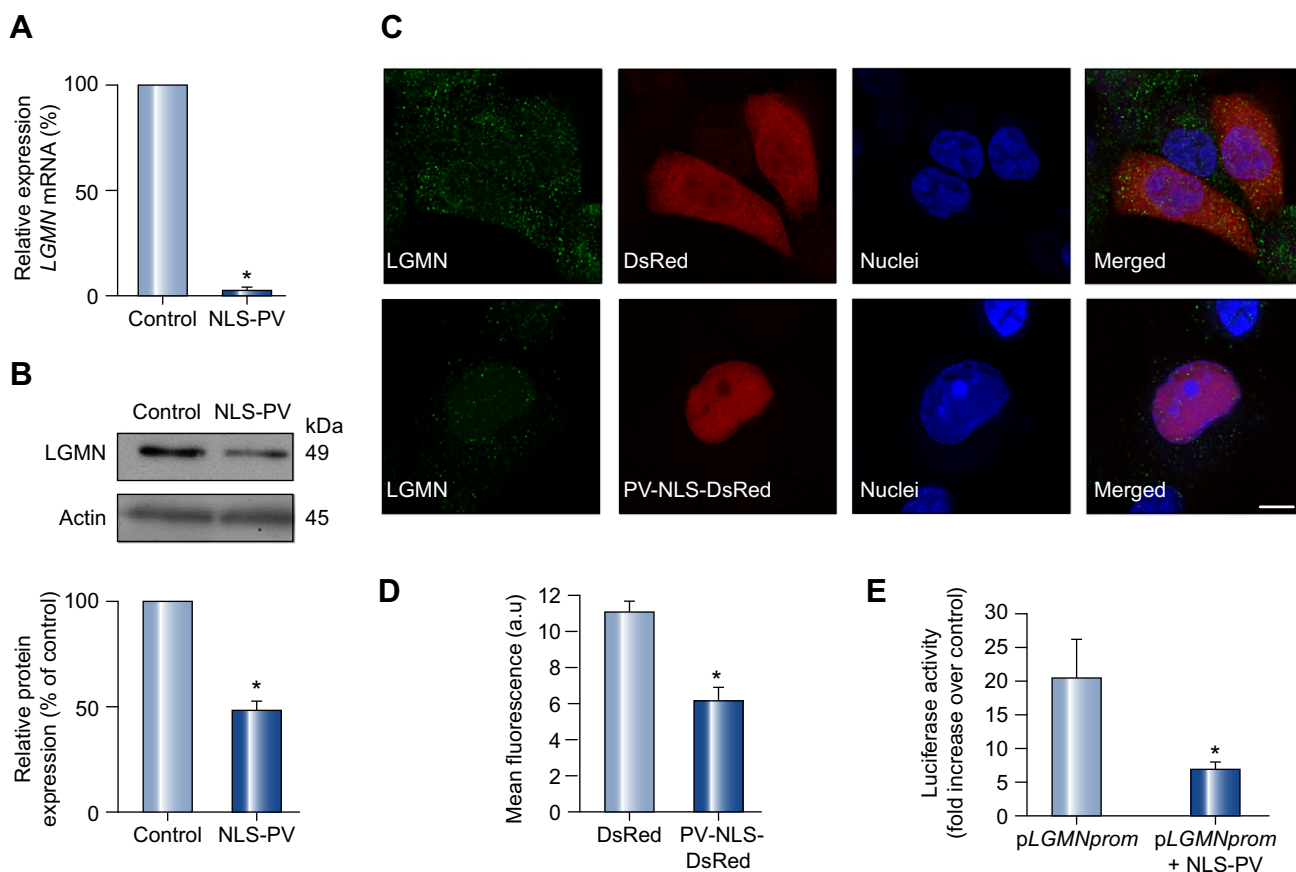 A
Relative expression
LGMN mRNA (%)
100
50
0
*
Control
NLS-PV
B
Control
NLS-PV
kDa
LGMN
49
Actin
45
Relative protein
expression (% of control)
100
50
0
*
Control
NLS-PV
C
LGMN
DsRed
Nuclei
Merged
LGMN
PV-NLS-DsRed
Nuclei
Merged
D
Mean fluorescence (a.u)
12
10
8
6
4
2
0
*
DsRed
PV-NLS-
DsRed
E
Luciferase activity
(fold increase over control)
30
25
20
15
10
5
0
*
pLGMNprom
pLGMNprom
+ NLS-PV